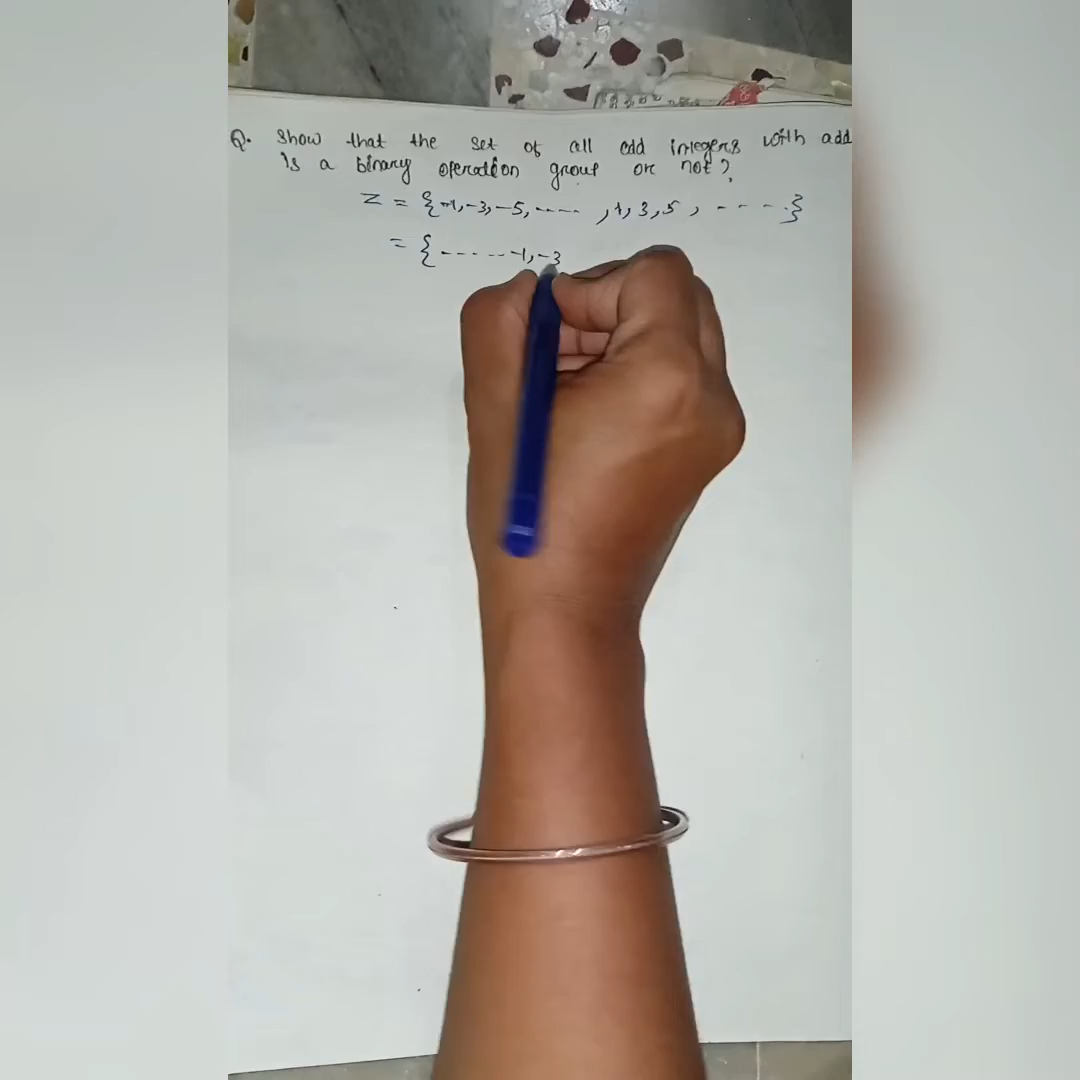 Q. Show that the set of all odd integers with add
is a binary operation group or not?
Z = {-1, -3, -5, ..... , 1, 3, 5 , - - - - .}
= {- - - - - -1, -3